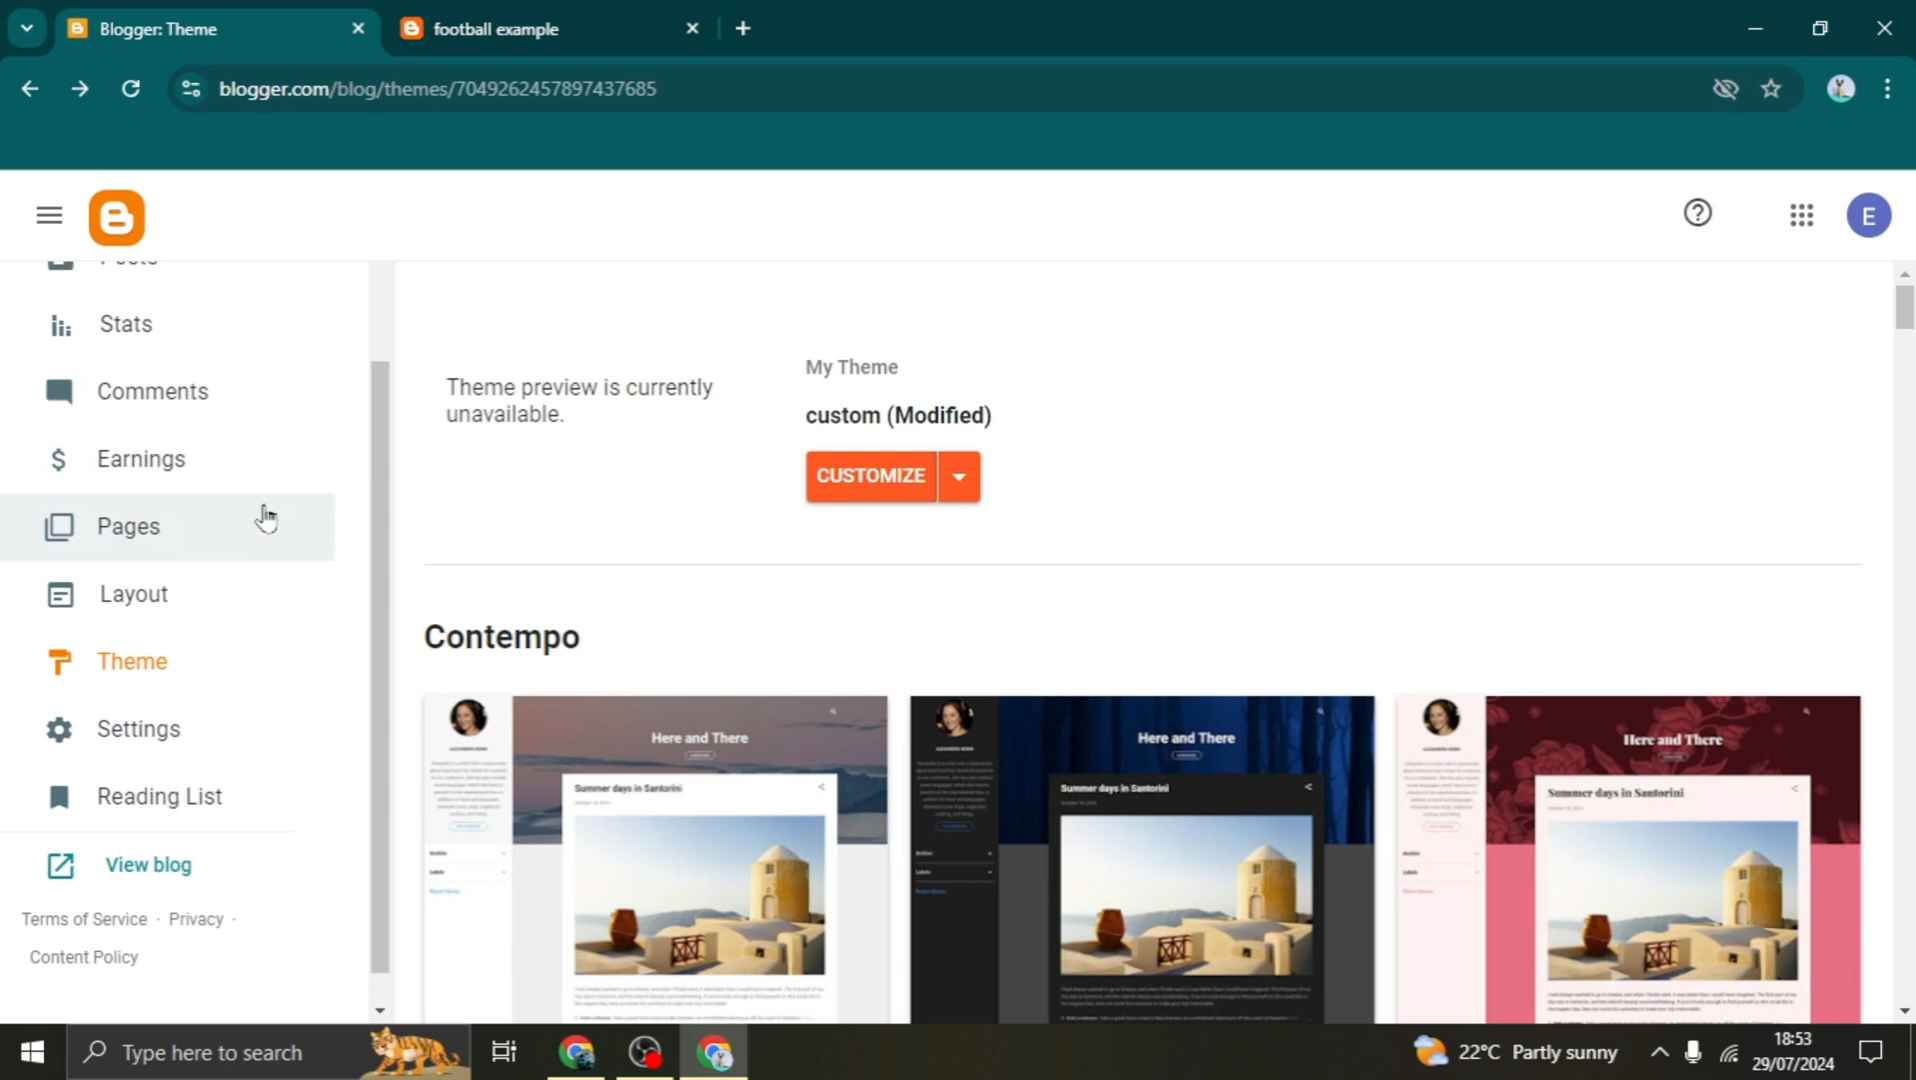 Blogger: Theme
football example
blogger.com/blog/themes/7049262457897437685
E
Posts
Stats
Comments
Earnings
Pages
Layout
Theme
Settings
Reading List
View blog
Terms of Service · Privacy ·
Content Policy
Theme preview is currently
unavailable.
My Theme
custom (Modified)
CUSTOMIZE
Contempo
Here and There
Summer days in Santorini
Here and There
Summer days in Santorini
Here and There
Summer days in Santorini
Type here to search
22°C Partly sunny
18:53
29/07/2024